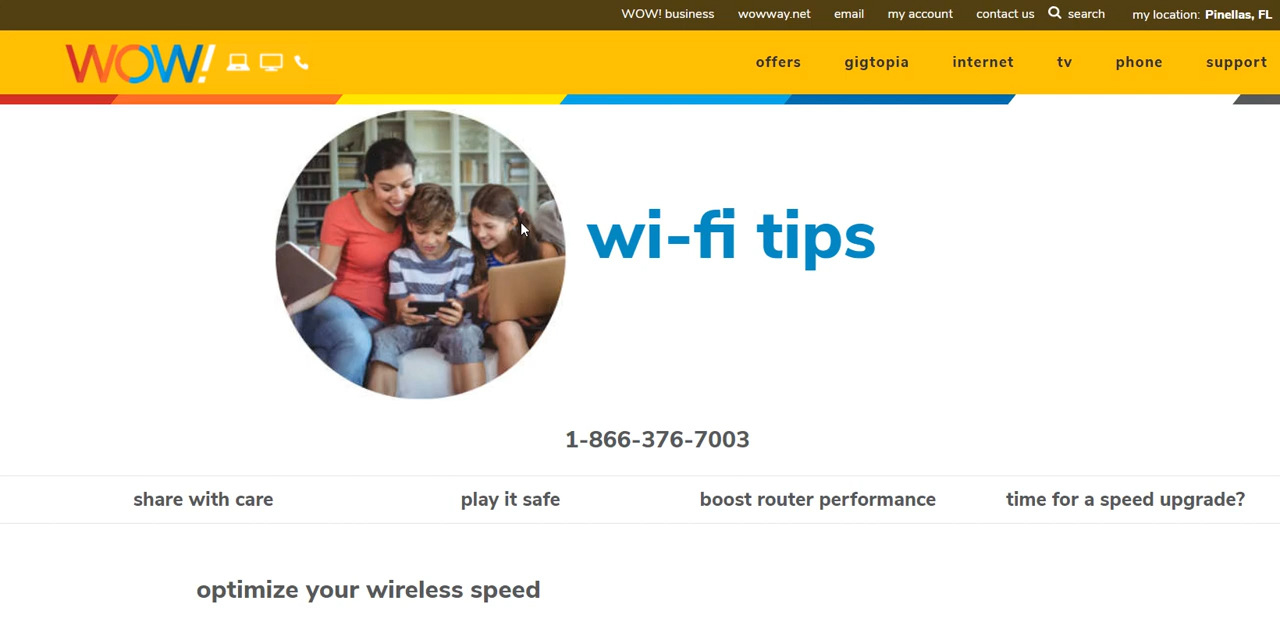 WOW! business wowway.net email my account contact us search my location: Pinellas, FL
WOW! offers gigtopia internet tv phone support
wi-fi tips
1-866-376-7003
share with care play it safe boost router performance time for a speed upgrade?
optimize your wireless speed